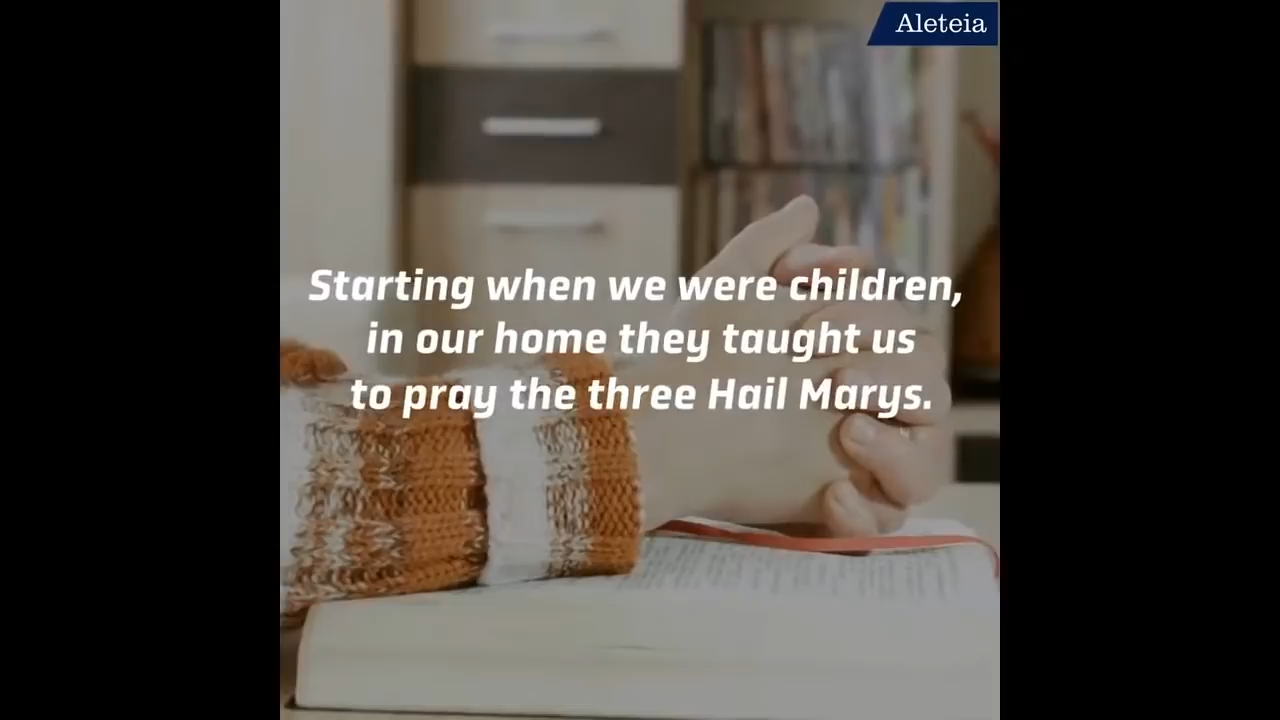 Aleteia
Starting when we were children,
in our home they taught us
to pray the three Hail Marys.